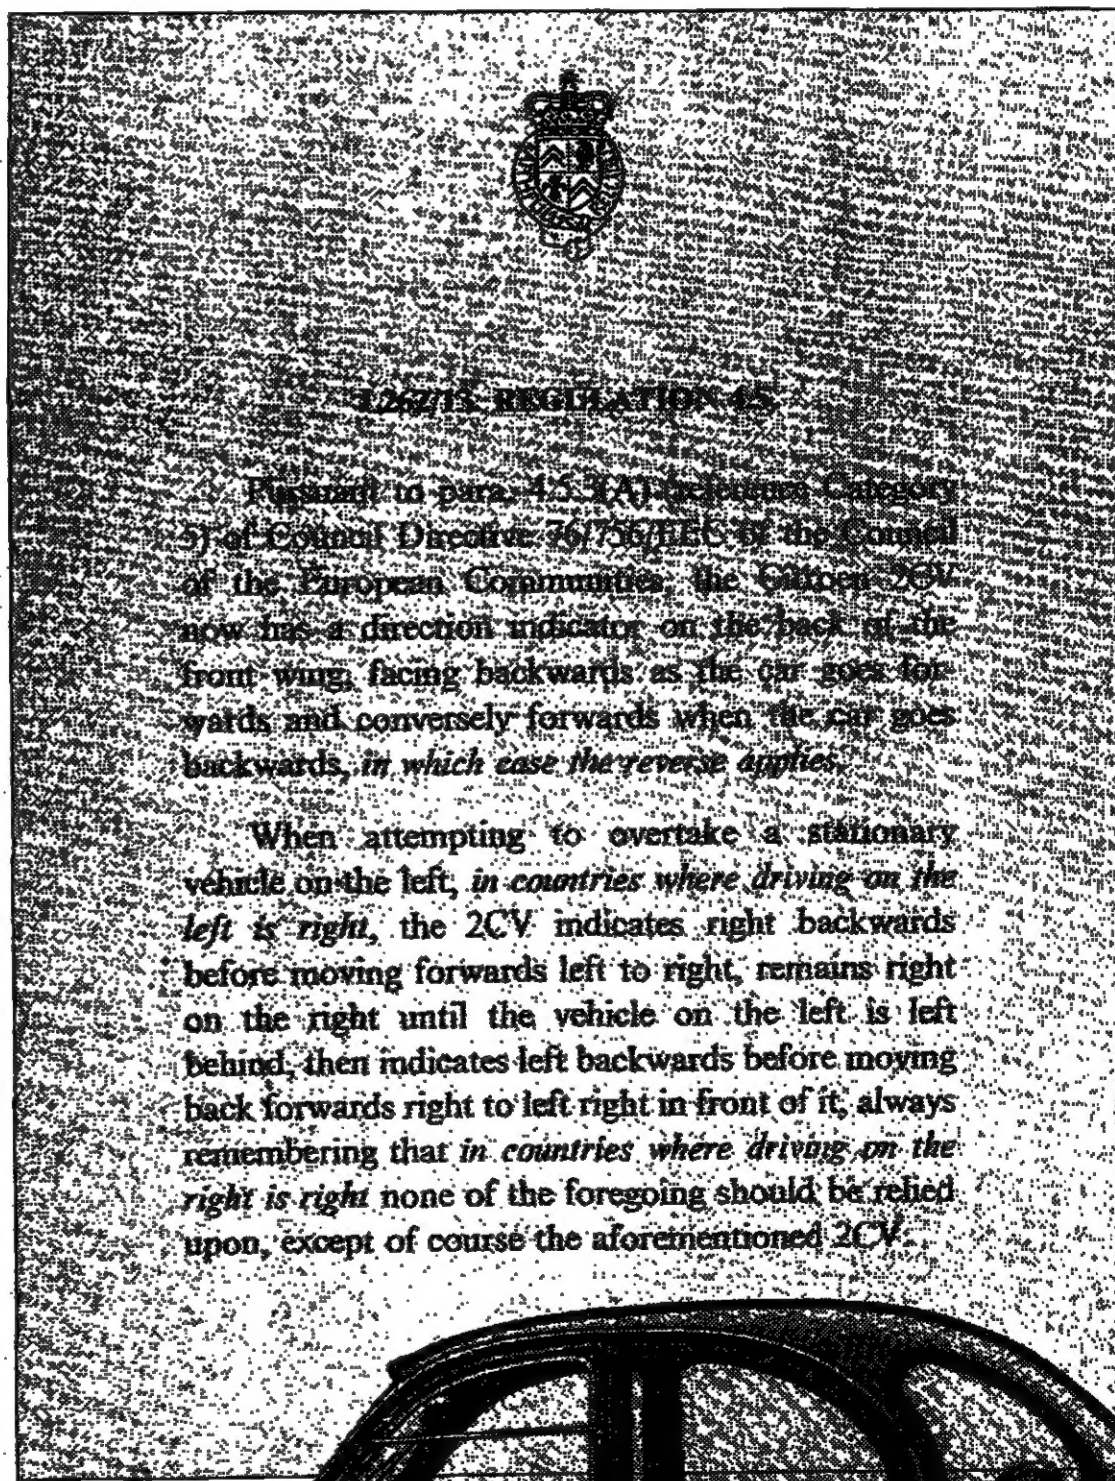 L262/13 REGULATION 4.5.
Pursuant to para. 4.5.3(A) (reference Category
5) of Council Directive 76/756/EEC of the Council
of the European Communities, the Citroen 2CV
now has a direction indicator on the back of the
front wing, facing backwards as the car goes for-
wards and conversely forwards when the car goes
backwards, in which case the reverse applies.
When attempting to overtake a stationary
vehicle on the left, in countries where driving on the
left is right, the 2CV indicates right backwards
before moving forwards left to right, remains right
on the right until the vehicle on the left is left
behind, then indicates left backwards before moving
back forwards right to left right in front of it, always
remembering that in countries where driving on the
right is right none of the foregoing should be relied
upon, except of course the aforementioned 2CV.